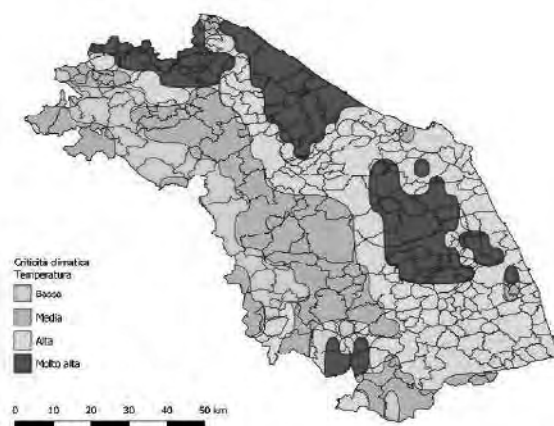 Criticità climatica
Temperatura
Bassa
Media
Alta
Molto alta
0 10 20 30 40 50 km